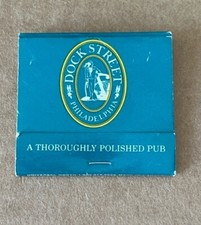 DOCK STREET
PHILADELPHIA
A THOROUGHLY POLISHED PUB